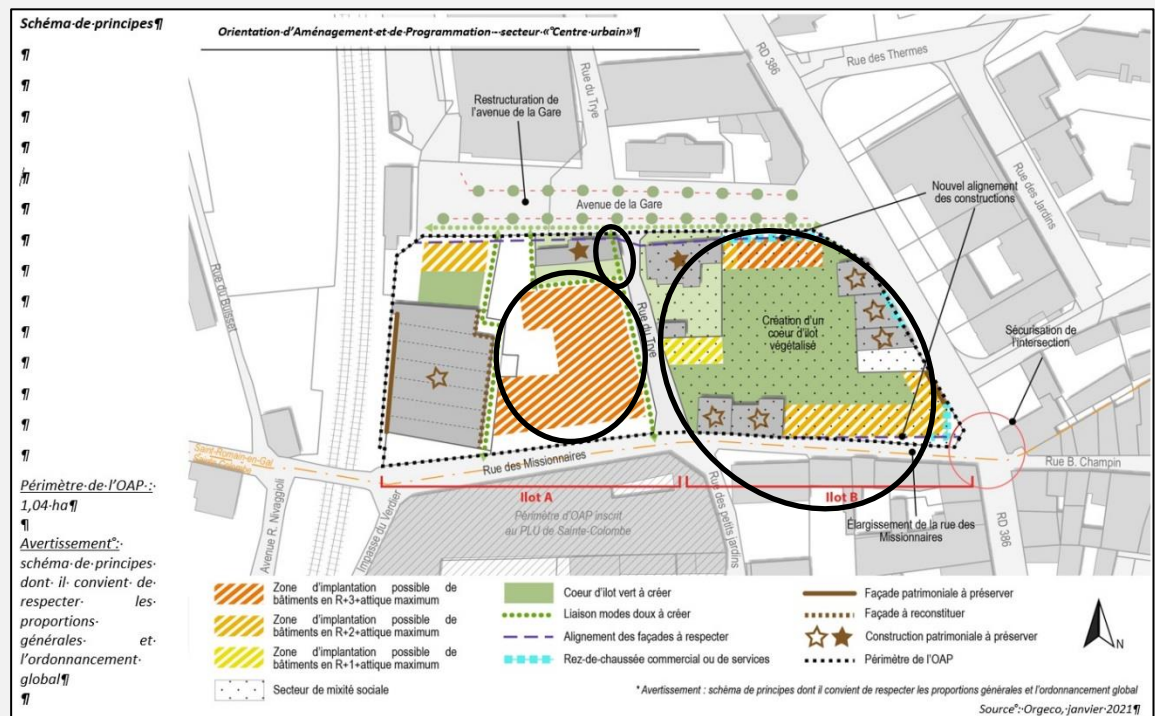 Schéma·de·principes¶
¶
¶
¶
¶
¶
¶
¶
¶
¶
¶
¶
¶
¶
¶
Périmètre·de·l'OAP·:·
1,04·ha¶
¶
Avertissement°:·
schéma·de·principes·
dont· il· convient· de·
respecter· les·
proportions·
générales· et·
l'ordonnancement·
global¶
¶
Orientation·d'Aménagement·et·de·Programmation·-·secteur·«°Centre·urbain»¶
RD 386
Rue des Thermes
Rue du Trye
Restructuration de
l'avenue de la Gare
Rue des Jardins
Nouvel alignement
des constructions
Avenue de la Gare
Rue du Buisset
Rue du Trye
Création d'un
coeur d'ilot
végétalisé
Sécurisation de
l'intersection
Saint-Romain-en-Gal
Rue des Missionnaires
Rue B. Champin
Ilot A
Ilot B
Avenue R. Nivaggioli
Impasse du Verdier
Périmètre d'OAP inscrit
au PLU de Sainte-Colombe
Rue des petits jardins
Élargissement de la rue des
Missionnaires
RD 386
Zone d'implantation possible de
bâtiments en R+3+attique maximum
Zone d'implantation possible de
bâtiments en R+2+attique maximum
Zone d'implantation possible de
bâtiments en R+1+attique maximum
Secteur de mixité sociale
Coeur d'ilot vert à créer
Liaison modes doux à créer
Alignement des façades à respecter
Rez-de-chaussée commercial ou de services
Façade patrimoniale à préserver
Façade à reconstituer
Construction patrimoniale à préserver
Périmètre de l'OAP
N
* Avertissement : schéma de principes dont il convient de respecter les proportions générales et l'ordonnancement global
Source°:·Orgeco,·janvier·2021¶